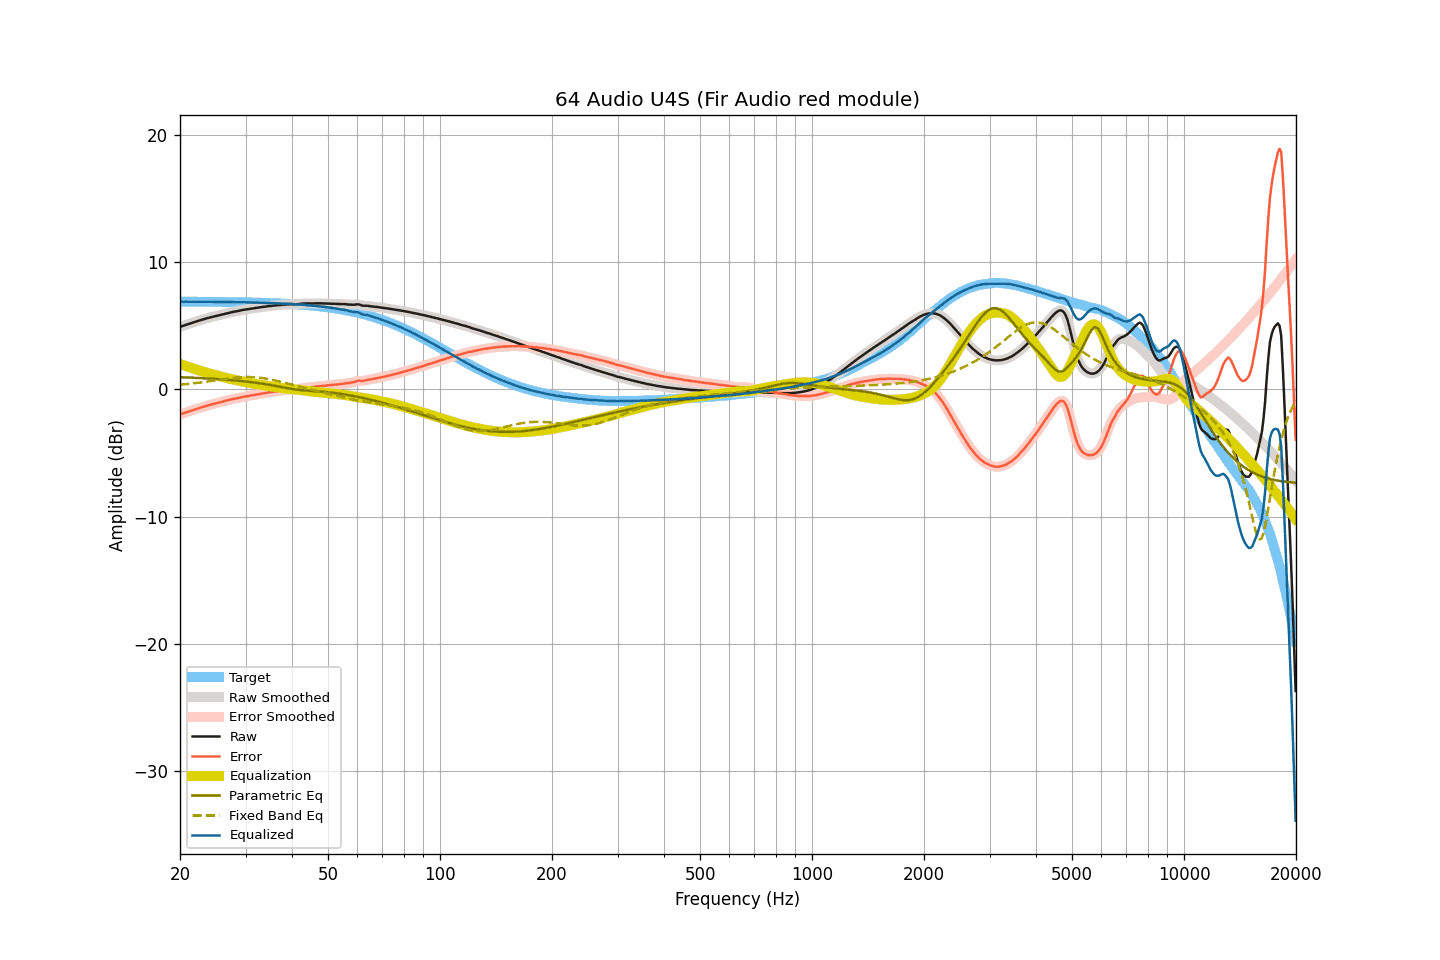 64 Audio U4S (Fir Audio red module)
20
10
0
−10
−20
−30
Amplitude (dBr)
Target
Raw Smoothed
Error Smoothed
Raw
Error
Equalization
Parametric Eq
Fixed Band Eq
Equalized
20 50 100 200 500 1000 2000 5000 10000 20000
Frequency (Hz)